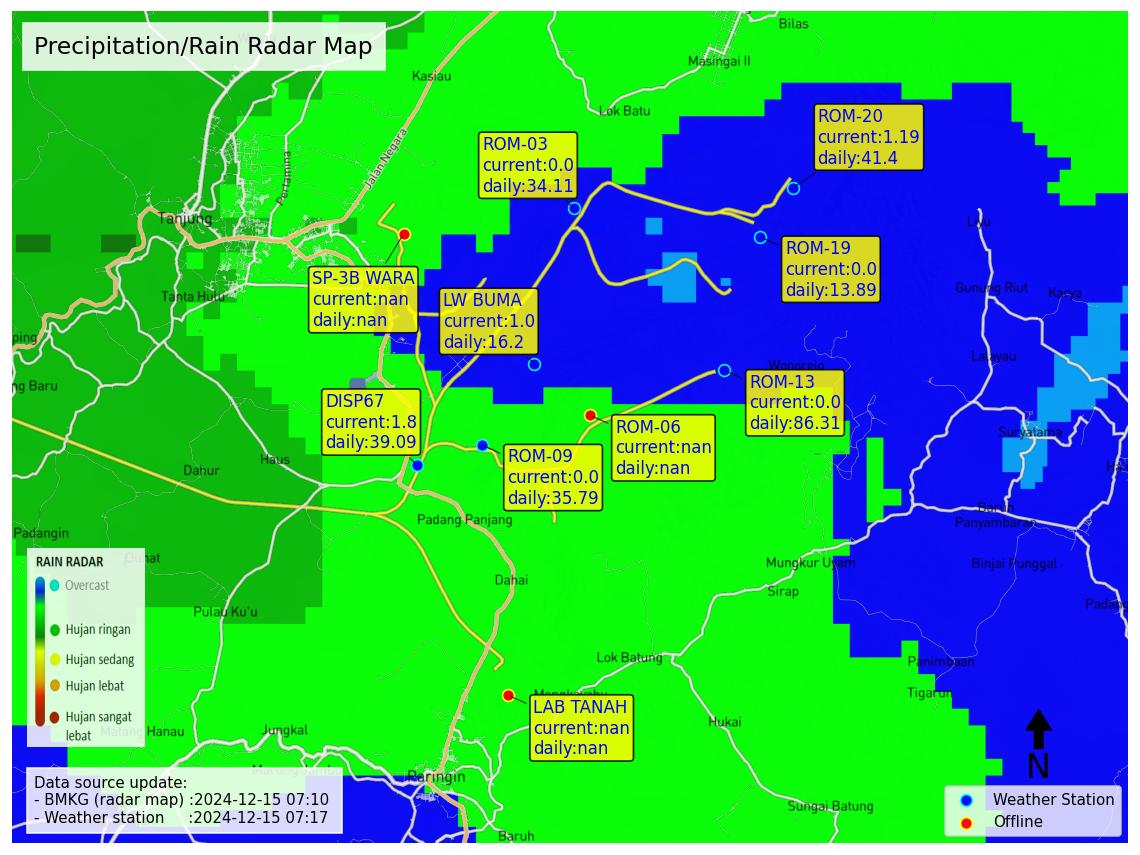 Precipitation/Rain Radar Map
Bilas
Masingai II
Kasiau
Lok Batu
Jalan Negara
Pertamina
Tanjung
ROM-20
current:1.19
daily:41.4
ROM-03
current:0.0
daily:34.11
ROM-19
current:0.0
daily:13.89
SP-3B WARA
current:nan
daily:nan
LW BUMA
current:1.0
daily:16.2
Liyu
Gunung Riut
Karya
Tanta Hulu
ping
ng Baru
Lalayau
Wonorejo
ROM-13
current:0.0
daily:86.31
DISP67
current:1.8
daily:39.09
ROM-06
current:nan
daily:nan
ROM-09
current:0.0
daily:35.79
Suryatama
Haus
Dahur
Padang Panjang
Padangin
Baruh
Panyambaran
Mungkur Uyam
Binjai Punggal
Dahai
Sirap
Padang
Pulau Ku'u
RAIN RADAR
Overcast
Hujan ringan
Hujan sedang
Hujan lebat
Hujan sangat
lebat
Lok Batung
Panimbaan
Tigarun
LAB TANAH
current:nan
daily:nan
Hukai
Matang Hanau
Jungkal
Paringin
Sungai Batung
Baruh
Data source update:
- BMKG (radar map) :2024-12-15 07:10
- Weather station :2024-12-15 07:17
N
Weather Station
Offline